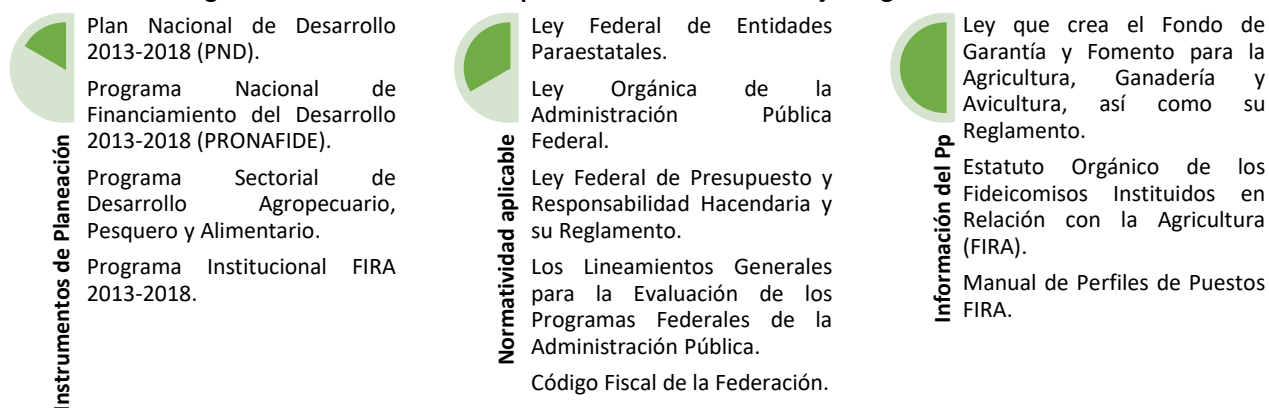 Instrumentos de Planeación
Plan Nacional de Desarrollo
2013-2018 (PND).
Programa Nacional de
Financiamiento del Desarrollo
2013-2018 (PRONAFIDE).
Programa Sectorial de
Desarrollo Agropecuario,
Pesquero y Alimentario.
Programa Institucional FIRA
2013-2018.
Normatividad aplicable
Ley Federal de Entidades
Paraestatales.
Ley Orgánica de la
Administración Pública
Federal.
Ley Federal de Presupuesto y
Responsabilidad Hacendaria y
su Reglamento.
Los Lineamientos Generales
para la Evaluación de los
Programas Federales de la
Administración Pública.
Código Fiscal de la Federación.
Información del Pp
Ley que crea el Fondo de
Garantía y Fomento para la
Agricultura, Ganadería y
Avicultura, así como su
Reglamento.
Estatuto Orgánico de los
Fideicomisos Instituidos en
Relación con la Agricultura
(FIRA).
Manual de Perfiles de Puestos
FIRA.